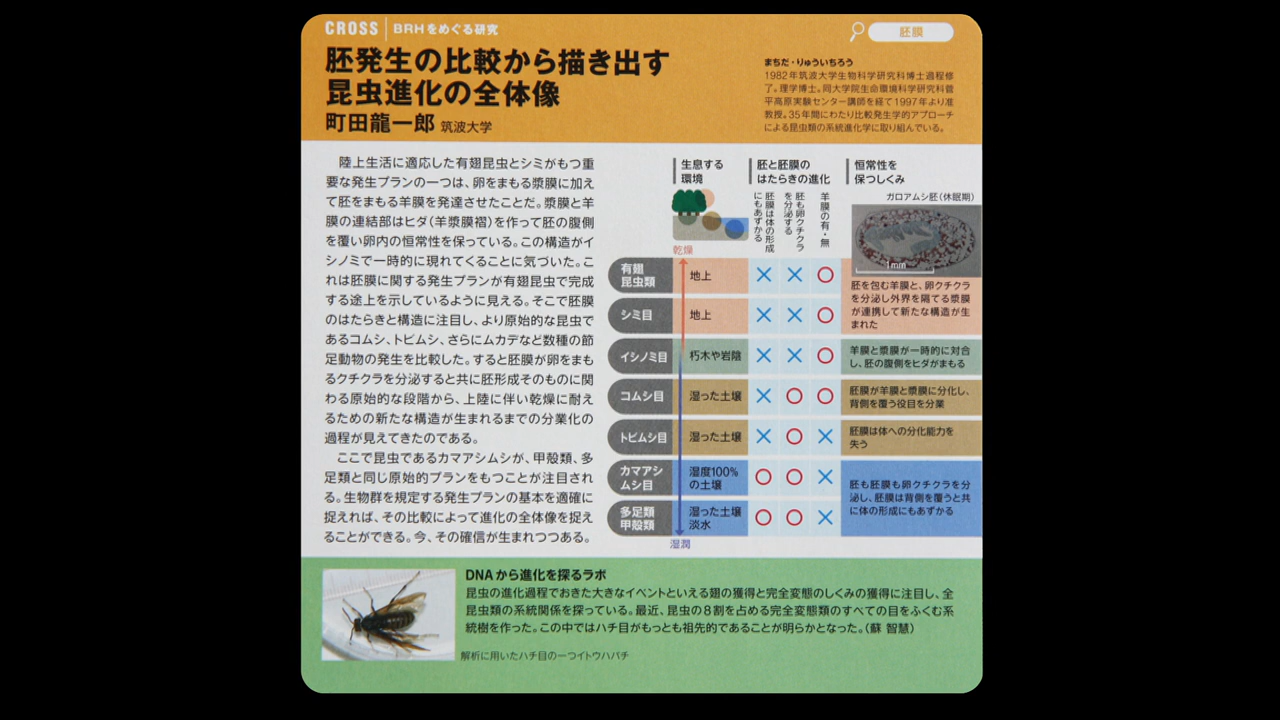 CROSS BRHをめぐる研究
胚膜
胚発生の比較から描き出す
昆虫進化の全体像
町田龍一郎 筑波大学
まちだ・りゅういちろう
1982年筑波大学生物科学研究科博士過程修
了。理学博士。同大学院生命環境科学研究科菅
平高原実験センター講師を経て1997年より准
教授。35年間にわたり比較発生学的アプローチ
による昆虫類の系統進化学に取り組んでいる。
陸上生活に適応した有翅昆虫とシミがもつ重
要な発生プランの一つは、卵をまもる漿膜に加え
て胚をまもる羊膜を発達させたことだ。漿膜と羊
膜の連結部はヒダ(羊漿膜褶)を作って胚の腹側
を覆い卵内の恒常性を保っている。この構造がイ
シノミで一時的に現れてくることに気づいた。こ
れは胚膜に関する発生プランが有翅昆虫で完成
する途上を示しているように見える。そこで胚膜
のはたらきと構造に注目し、より原始的な昆虫で
あるコムシ、トビムシ、さらにムカデなど数種の節
足動物の発生を比較した。すると胚膜が卵をまも
るクチクラを分泌すると共に胚形成そのものに関
わる原始的な段階から、上陸に伴い乾燥に耐え
るための新たな構造が生まれるまでの分業化の
過程が見えてきたのである。
ここで昆虫であるカマアシムシが、甲殻類、多
足類と同じ原始的プランをもつことが注目され
る。生物群を規定する発生プランの基本を適確に
捉えれば、その比較によって進化の全体像を捉え
ることができる。今、その確信が生まれつつある。
生息する
環境
胚と胚膜の
はたらきの進化
恒常性を
保つしくみ
胚膜は体の形成
にもあずかる
胚も卵クチクラ
を分泌する
羊膜の有・無
ガロアムシ胚(休眠期)
1mm
乾燥
有翅
昆虫類
地上
× × ○
胚を包む羊膜と、卵クチクラ
を分泌し外界を隔てる漿膜
が連携して新たな構造が生
まれた
シミ目
地上
× × ○
イシノミ目
朽木や岩陰
× × ○
羊膜と漿膜が一時的に対合
し、胚の腹側をヒダがまもる
コムシ目
湿った土壌
× ○ ○
胚膜が羊膜と漿膜に分化し、
背側を覆う役目を分業
トビムシ目
湿った土壌
× ○ ×
胚膜は体への分化能力を
失う
カマアシ
ムシ目
湿度100%
の土壌
○ ○ ×
胚も胚膜も卵クチクラを分
泌し、胚膜は背側を覆うと共
に体の形成にもあずかる
多足類
甲殻類
湿った土壌
淡水
○ ○ ×
湿潤
DNAから進化を探るラボ
昆虫の進化過程でおきた大きなイベントといえる翅の獲得と完全変態のしくみの獲得に注目し、全
昆虫類の系統関係を探っている。最近、昆虫の8割を占める完全変態類のすべての目をふくむ系
統樹を作った。この中ではハチ目がもっとも祖先的であることが明らかとなった。(蘇 智慧)
解析に用いたハチ目の一つイトウハバチ